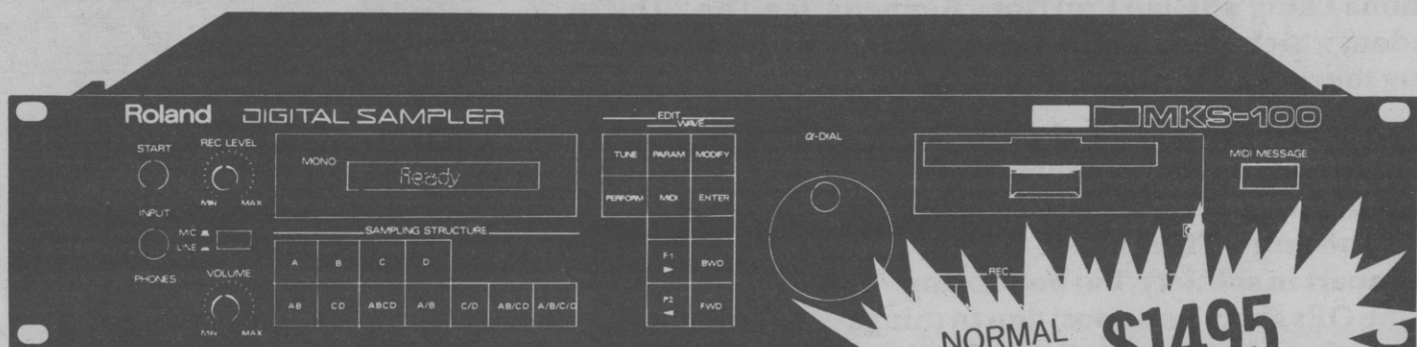 Roland DIGITAL SAMPLER
MKS-100
START
REC LEVEL
MIN MAX
INPUT
MIC
LINE
PHONES
VOLUME
MIN MAX
MONO
Ready
SAMPLING STRUCTURE
A B C D
AB CD ABCD A/B C/D AB/CD A/B/C/D
EDIT
WAVE
TUNE PARAM MODIFY
PERFORM MIDI ENTER
F1 BWD
F2 FWD
α-DIAL
MIDI MESSAGE
REC
NORMAL $1495